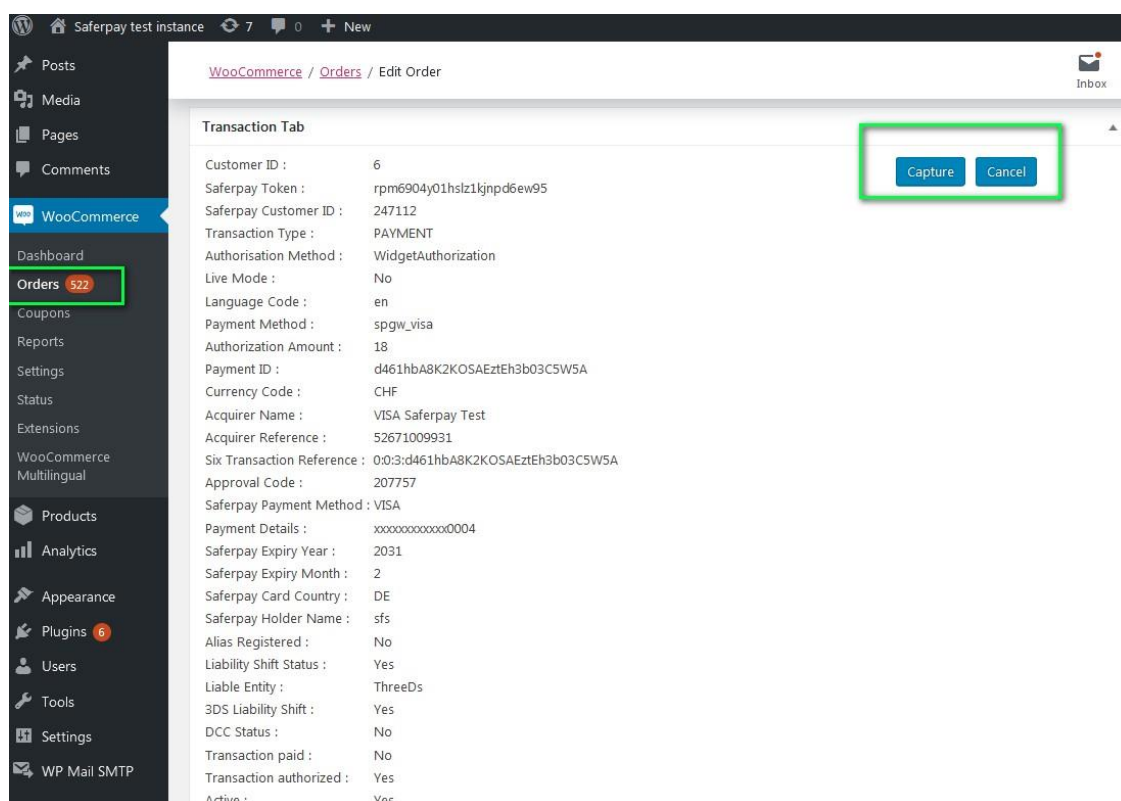 Saferpay test instance 7 0 + New
Posts
Media
Pages
Comments
WOO WooCommerce
Dashboard
Orders 522
Coupons
Reports
Settings
Status
Extensions
WooCommerce
Multilingual
Products
Analytics
Appearance
Plugins 6
Users
Tools
Settings
WP Mail SMTP
WooCommerce / Orders / Edit Order
Inbox
Transaction Tab
Capture Cancel
Customer ID : 6
Saferpay Token : rpm6904y01hslz1kjnpd6ew95
Saferpay Customer ID : 247112
Transaction Type : PAYMENT
Authorisation Method : WidgetAuthorization
Live Mode : No
Language Code : en
Payment Method : spgw_visa
Authorization Amount : 18
Payment ID : d461hbA8K2KOSAEztEh3b03C5W5A
Currency Code : CHF
Acquirer Name : VISA Saferpay Test
Acquirer Reference : 52671009931
Six Transaction Reference : 0:0:3:d461hbA8K2KOSAEztEh3b03C5W5A
Approval Code : 207757
Saferpay Payment Method : VISA
Payment Details : xxxxxxxxxxxx0004
Saferpay Expiry Year : 2031
Saferpay Expiry Month : 2
Saferpay Card Country : DE
Saferpay Holder Name : sfs
Alias Registered : No
Liability Shift Status : Yes
Liable Entity : ThreeDs
3DS Liability Shift : Yes
DCC Status : No
Transaction paid : No
Transaction authorized : Yes
Active : Yes